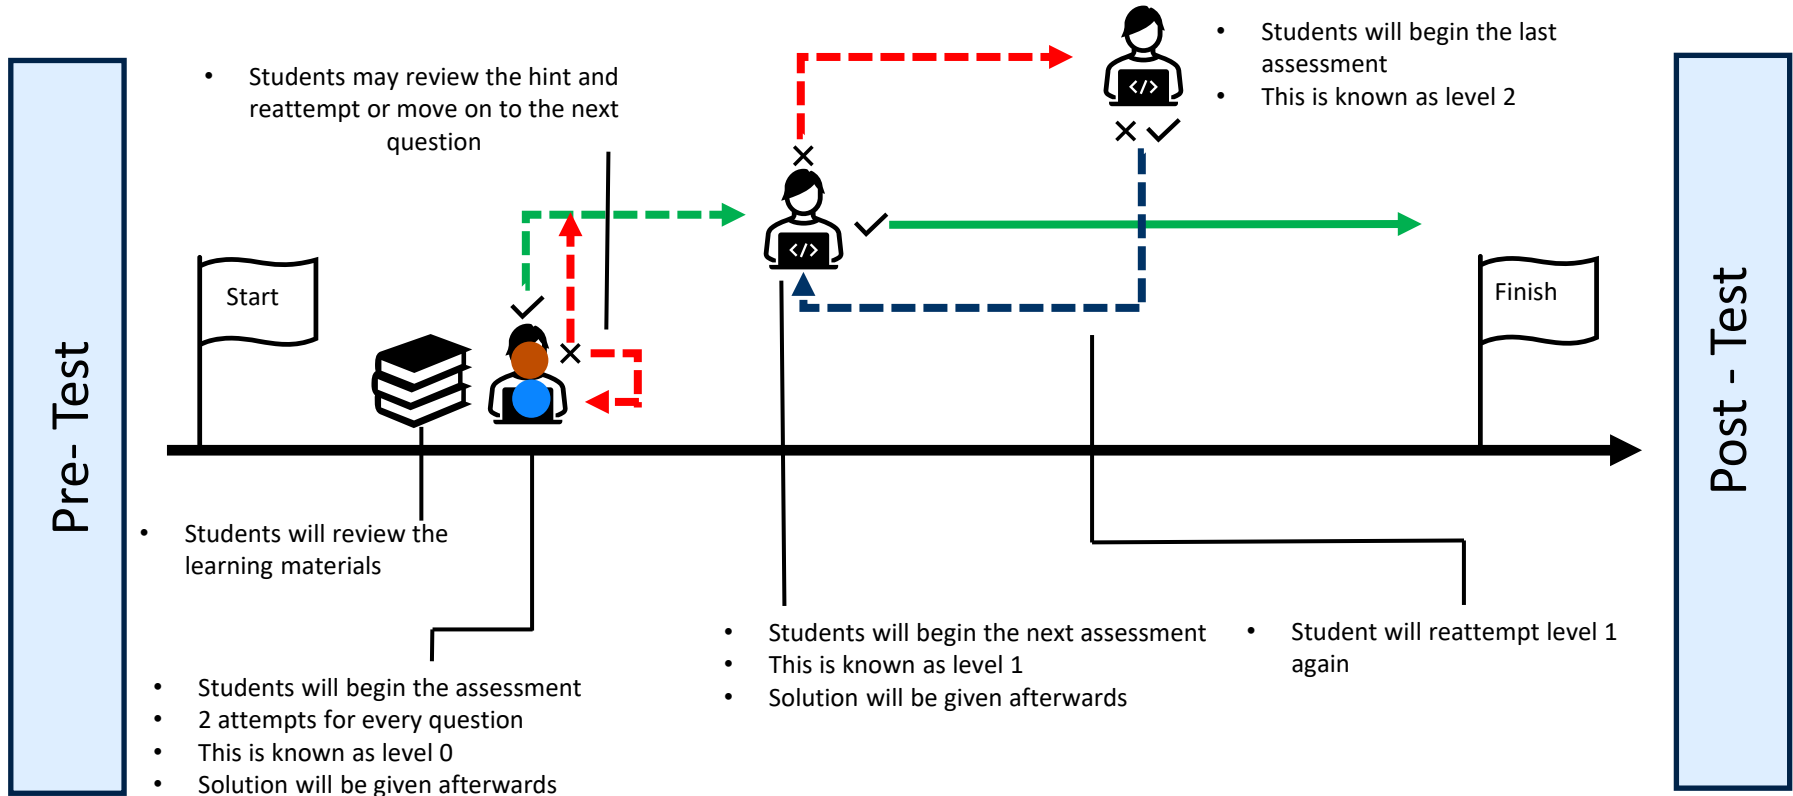 Pre- Test
• Students may review the hint and
reattempt or move on to the next
question
• Students will begin the last
assessment
• This is known as level 2
</>
</>
Start
Finish
• Students will review the
learning materials
• Students will begin the assessment
• 2 attempts for every question
• This is known as level 0
• Solution will be given afterwards
• Students will begin the next assessment
• This is known as level 1
• Solution will be given afterwards
• Student will reattempt level 1
again
Post - Test